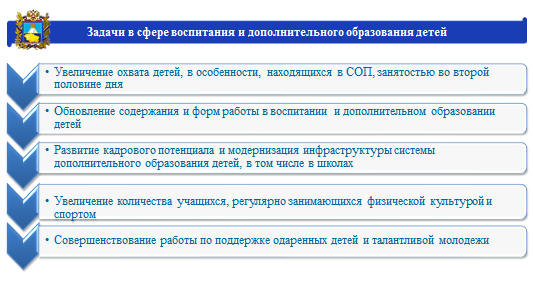 Задачи в сфере воспитания и дополнительного образования детей
• Увеличение охвата детей, в особенности, находящихся в СОП, занятостью во второй
половине дня
• Обновление содержания и форм работы в воспитании и дополнительном образовании
детей
• Развитие кадрового потенциала и модернизация инфраструктуры системы
дополнительного образования детей, в том числе в школах
• Увеличение количества учащихся, регулярно занимающихся физической культурой и
спортом
• Совершенствование работы по поддержке одаренных детей и талантливой молодежи